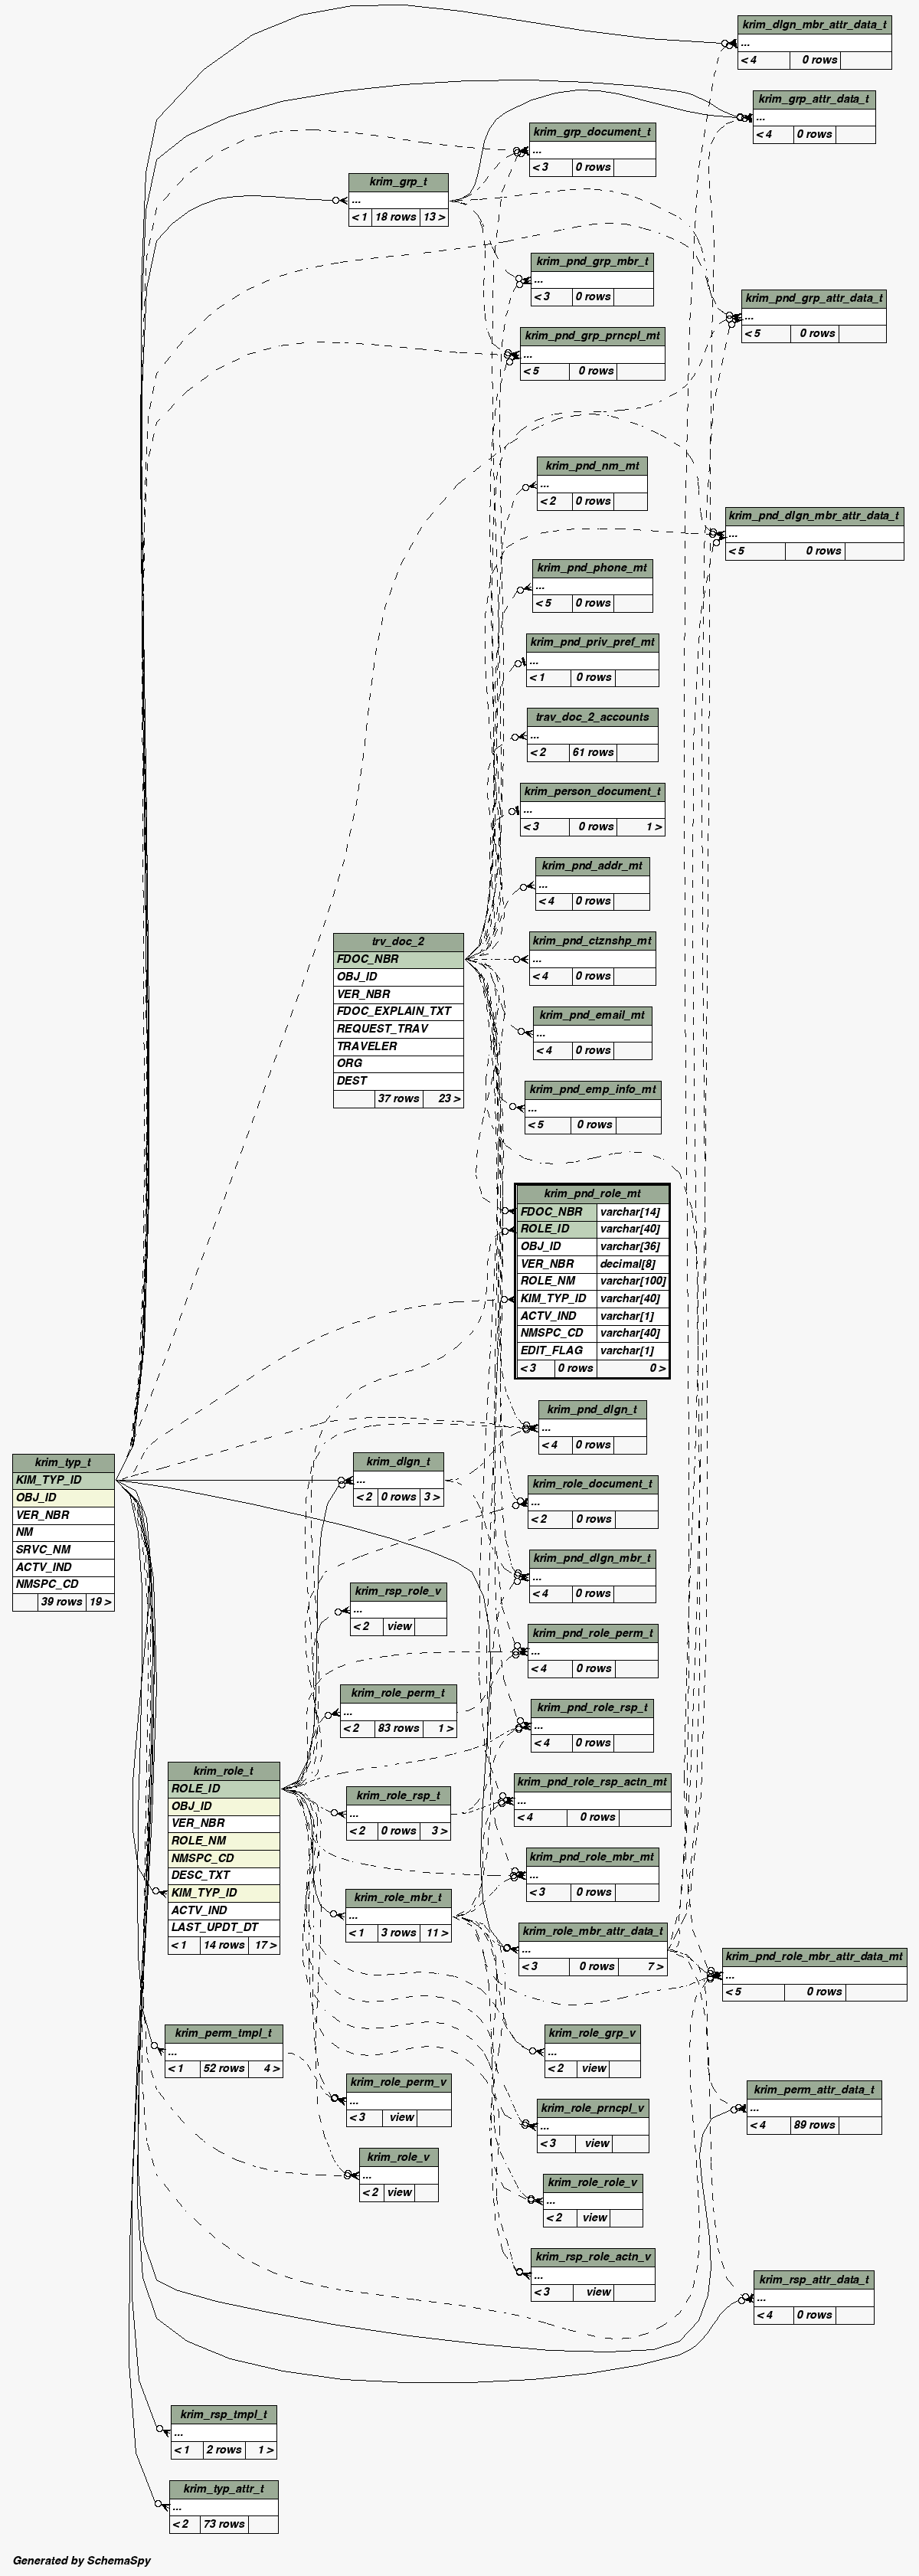 krim_dlgn_mbr_attr_data_t
...
< 4 0 rows
krim_grp_attr_data_t
...
< 4 0 rows
krim_grp_document_t
...
< 3 0 rows
krim_grp_t
...
< 1 18 rows 13 >
krim_pnd_grp_mbr_t
...
< 3 0 rows
krim_pnd_grp_attr_data_t
...
< 5 0 rows
krim_pnd_grp_prncpl_mt
...
< 5 0 rows
krim_pnd_nm_mt
...
< 2 0 rows
krim_pnd_dlgn_mbr_attr_data_t
...
< 5 0 rows
krim_pnd_phone_mt
...
< 5 0 rows
krim_pnd_priv_pref_mt
...
< 1 0 rows
trav_doc_2_accounts
...
< 2 61 rows
krim_person_document_t
...
< 3 0 rows 1 >
krim_pnd_addr_mt
...
< 4 0 rows
trv_doc_2
FDOC_NBR
OBJ_ID
VER_NBR
FDOC_EXPLAIN_TXT
REQUEST_TRAV
TRAVELER
ORG
DEST
37 rows 23 >
krim_pnd_ctznshp_mt
...
< 4 0 rows
krim_pnd_email_mt
...
< 4 0 rows
krim_pnd_emp_info_mt
...
< 5 0 rows
krim_pnd_role_mt
FDOC_NBR varchar[14]
ROLE_ID varchar[40]
OBJ_ID varchar[36]
VER_NBR decimal[8]
ROLE_NM varchar[100]
KIM_TYP_ID varchar[40]
ACTV_IND varchar[1]
NMSPC_CD varchar[40]
EDIT_FLAG varchar[1]
< 3 0 rows 0 >
krim_pnd_dlgn_t
...
< 4 0 rows
krim_typ_t
KIM_TYP_ID
OBJ_ID
VER_NBR
NM
SRVC_NM
ACTV_IND
NMSPC_CD
39 rows 19 >
krim_dlgn_t
...
< 2 0 rows 3 >
krim_role_document_t
...
< 2 0 rows
krim_pnd_dlgn_mbr_t
...
< 4 0 rows
krim_rsp_role_v
...
< 2 view
krim_pnd_role_perm_t
...
< 4 0 rows
krim_role_perm_t
...
< 2 83 rows 1 >
krim_pnd_role_rsp_t
...
< 4 0 rows
krim_role_t
ROLE_ID
OBJ_ID
VER_NBR
ROLE_NM
NMSPC_CD
DESC_TXT
KIM_TYP_ID
ACTV_IND
LAST_UPDT_DT
< 1 14 rows 17 >
krim_pnd_role_rsp_actn_mt
...
< 4 0 rows
krim_role_rsp_t
...
< 2 0 rows 3 >
krim_pnd_role_mbr_mt
...
< 3 0 rows
krim_role_mbr_t
...
< 1 3 rows 11 >
krim_role_mbr_attr_data_t
...
< 3 0 rows 7 >
krim_pnd_role_mbr_attr_data_mt
...
< 5 0 rows
krim_perm_tmpl_t
...
< 1 52 rows 4 >
krim_role_grp_v
...
< 2 view
krim_role_perm_v
...
< 3 view
krim_perm_attr_data_t
...
< 4 89 rows
krim_role_prncpl_v
...
< 3 view
krim_role_v
...
< 2 view
krim_role_role_v
...
< 2 view
krim_rsp_role_actn_v
...
< 3 view
krim_rsp_attr_data_t
...
< 4 0 rows
krim_rsp_tmpl_t
...
< 1 2 rows 1 >
krim_typ_attr_t
...
< 2 73 rows
Generated by SchemaSpy